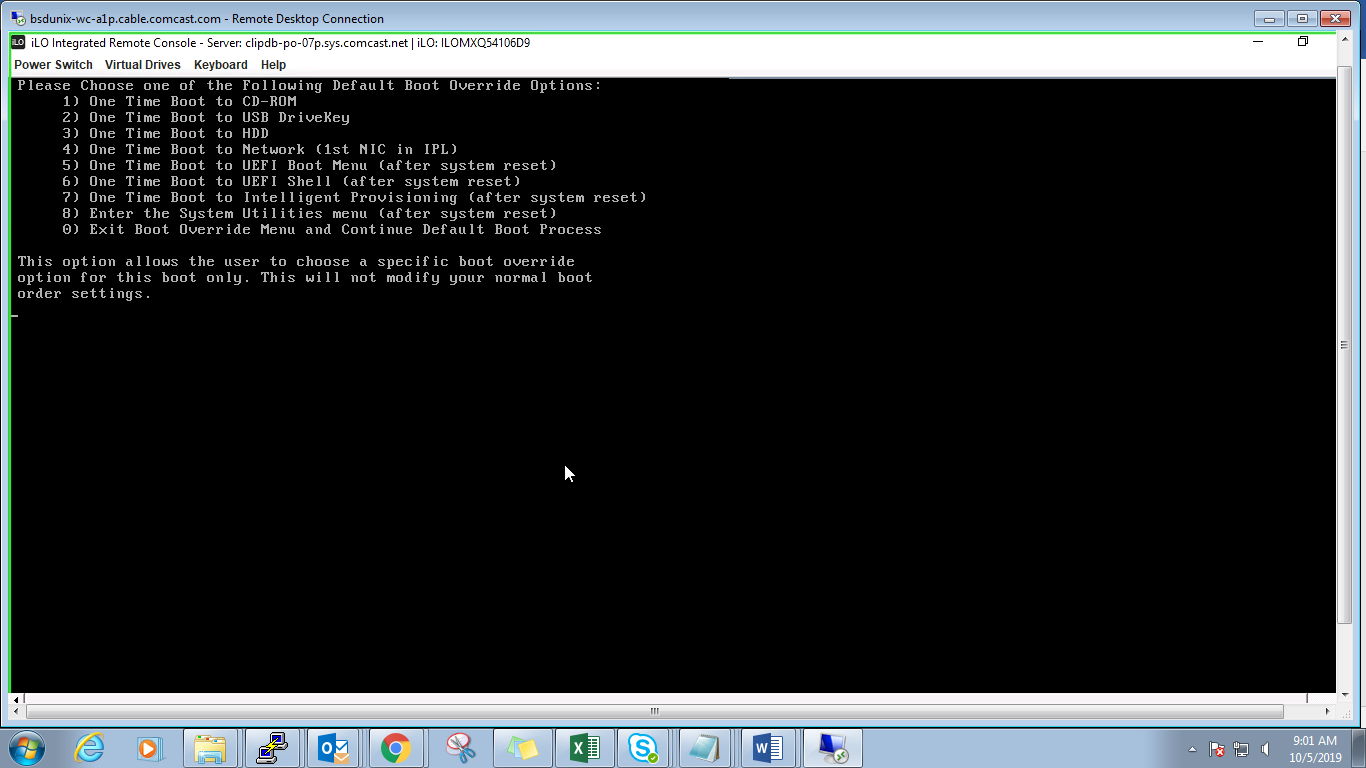 bsdunix-wc-a1p.cable.comcast.com - Remote Desktop Connection
iLO Integrated Remote Console - Server: clipdb-po-07p.sys.comcast.net | iLO: ILOMXQ54106D9
Power Switch Virtual Drives Keyboard Help
Please Choose one of the Following Default Boot Override Options:
1) One Time Boot to CD-ROM
2) One Time Boot to USB DriveKey
3) One Time Boot to HDD
4) One Time Boot to Network (1st NIC in IPL)
5) One Time Boot to UEFI Boot Menu (after system reset)
6) One Time Boot to UEFI Shell (after system reset)
7) One Time Boot to Intelligent Provisioning (after system reset)
8) Enter the System Utilities menu (after system reset)
0) Exit Boot Override Menu and Continue Default Boot Process
This option allows the user to choose a specific boot override
option for this boot only. This will not modify your normal boot
order settings.
9:01 AM
10/5/2019